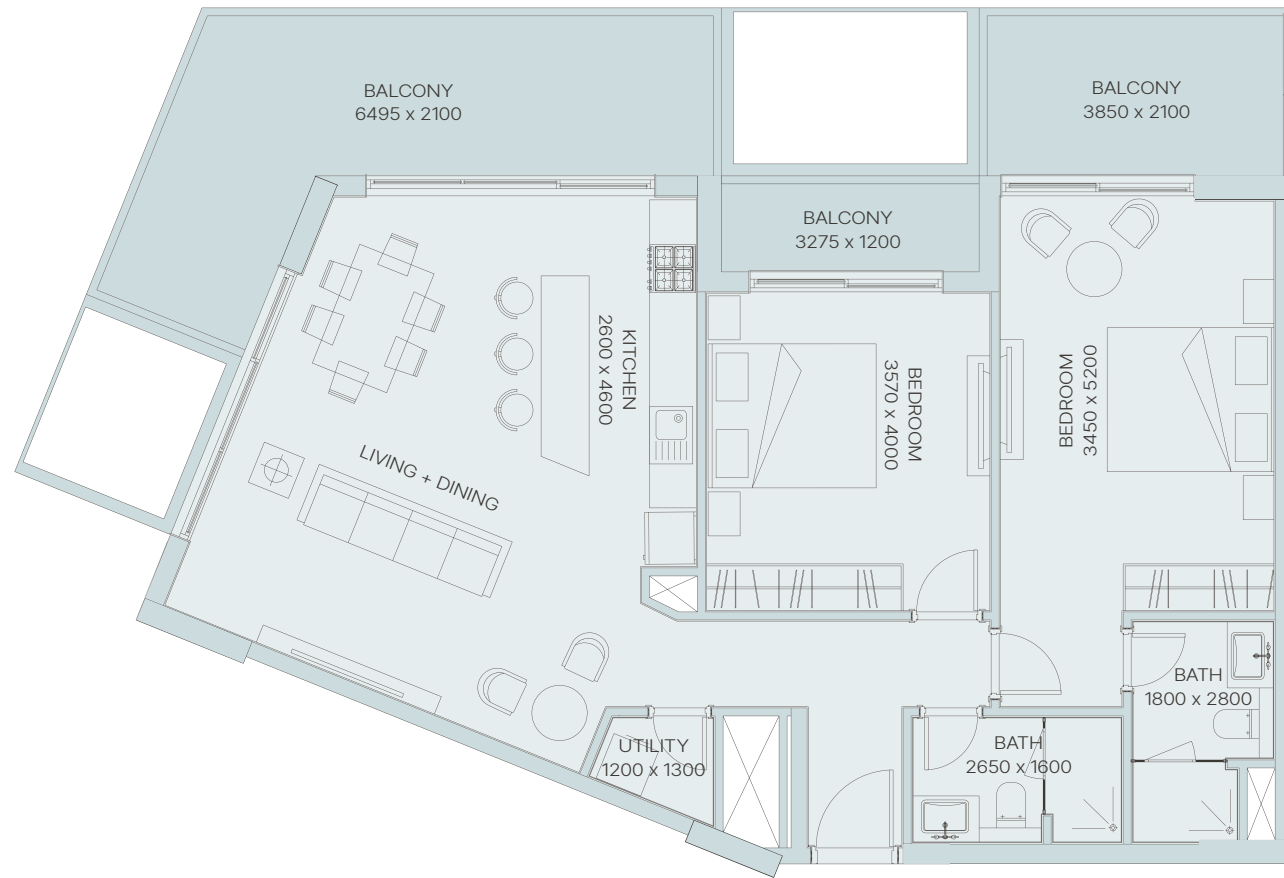 BALCONY
6495 x 2100
BALCONY
3850 x 2100
BALCONY
3275 x 1200
KITCHEN
2600 x 4600
LIVING + DINING
BEDROOM
3570 x 4000
BEDROOM
3450 x 5200
BATH
1800 x 2800
UTILITY
1200 x 1300
BATH
2650 x 1600